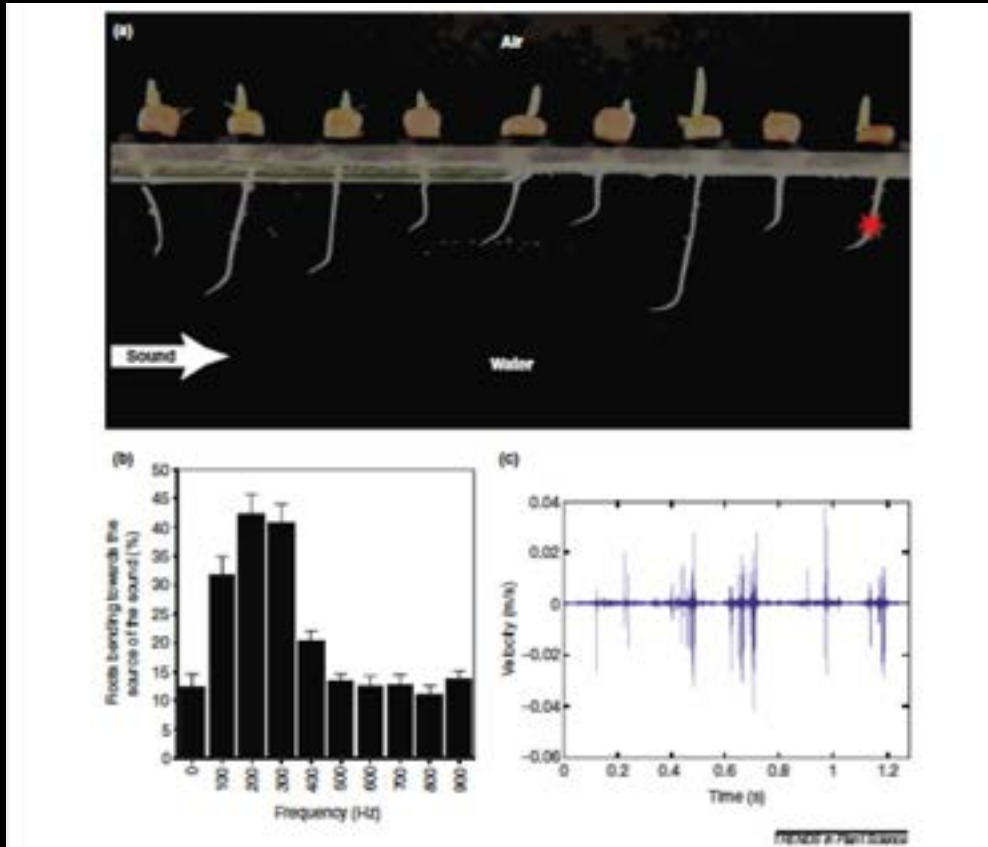 (a)
Air
Sound
Water
(b)
50
45
40
35
30
25
20
15
10
5
0
Roots bending towards the
source of the sound (%)
0
100
200
300
400
500
600
700
800
900
Frequency (Hz)
(c)
0.04
0.02
0
−0.02
−0.04
−0.06
Velocity (m/s)
0
0.2
0.4
0.6
0.8
1
1.2
Time (s)
TRENDS in Plant Science